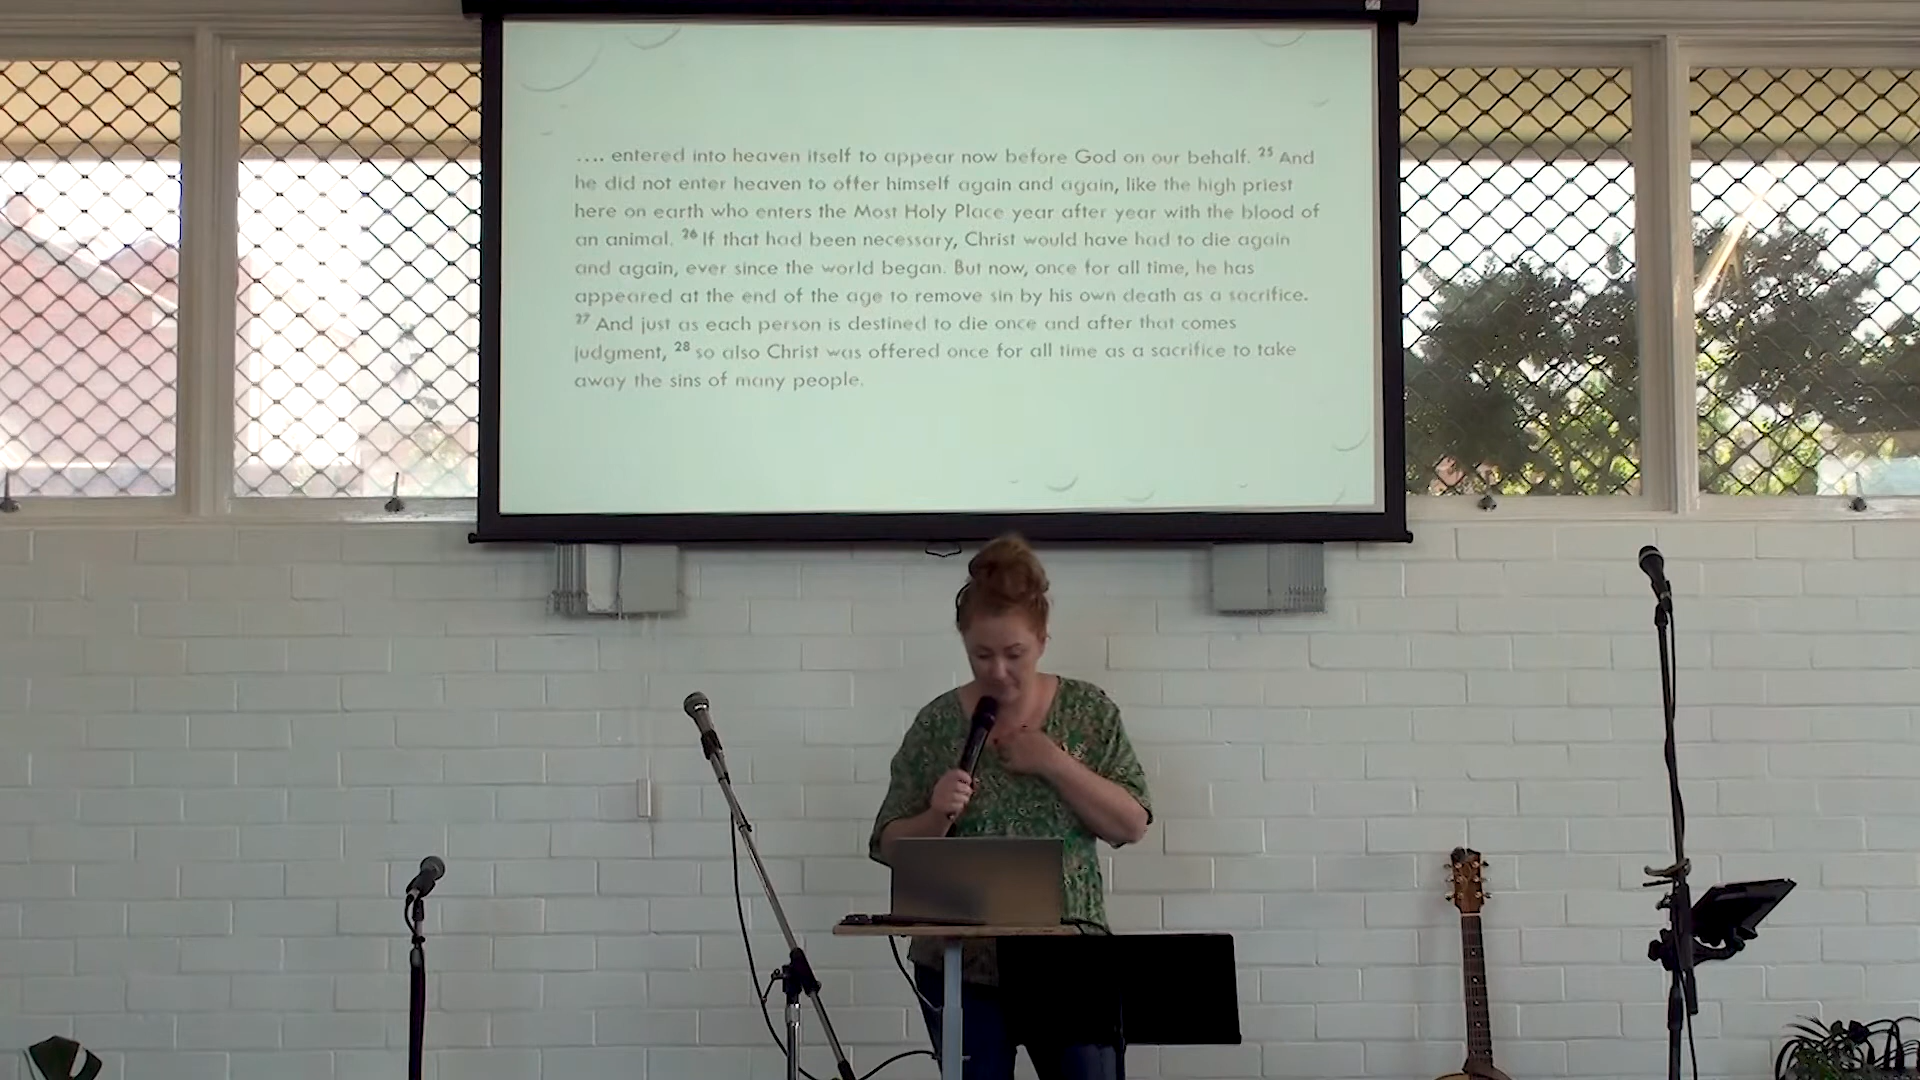 .... entered into heaven itself to appear now before God on our behalf. 25 And
he did not enter heaven to offer himself again and again, like the high priest
here on earth who enters the Most Holy Place year after year with the blood of
an animal. 26 If that had been necessary, Christ would have had to die again
and again, ever since the world began. But now, once for all time, he has
appeared at the end of the age to remove sin by his own death as a sacrifice.
27 And just as each person is destined to die once and after that comes
judgment, 28 so also Christ was offered once for all time as a sacrifice to take
away the sins of many people.